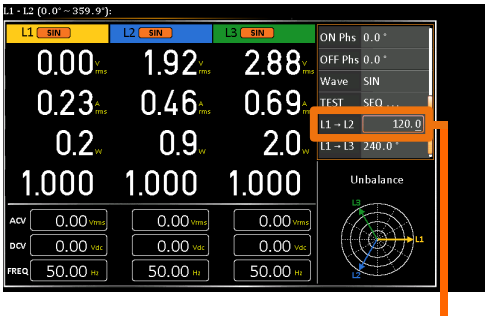 L1 - L2 (0.0° ~ 359.9°):
L1 SIN L2 SIN L3 SIN
0.00 Vrms 1.92 Vrms 2.88 Vrms
0.23 Arms 0.46 Arms 0.69 Arms
0.2 W 0.9 W 2.0 W
1.000 1.000 1.000
ACV 0.00 Vrms 0.00 Vrms 0.00 Vrms
DCV 0.00 Vdc 0.00 Vdc 0.00 Vdc
FREQ 50.00 Hz 50.00 Hz 50.00 Hz
ON Phs 0.0 °
OFF Phs 0.0 °
Wave SIN
TEST SEQ ...
L1 → L2 120.0
L1 → L3 240.0 °
Unbalance
L3
L1
L2